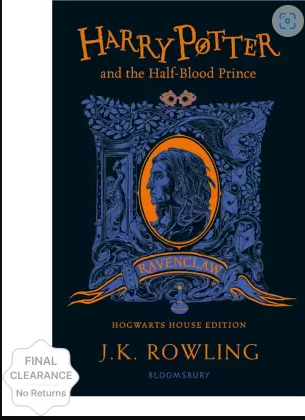 HARRY POTTER
and the Half-Blood Prince
RAVENCLAW
HOGWARTS HOUSE EDITION
J.K. ROWLING
BLOOMSBURY
FINAL
CLEARANCE
No Returns